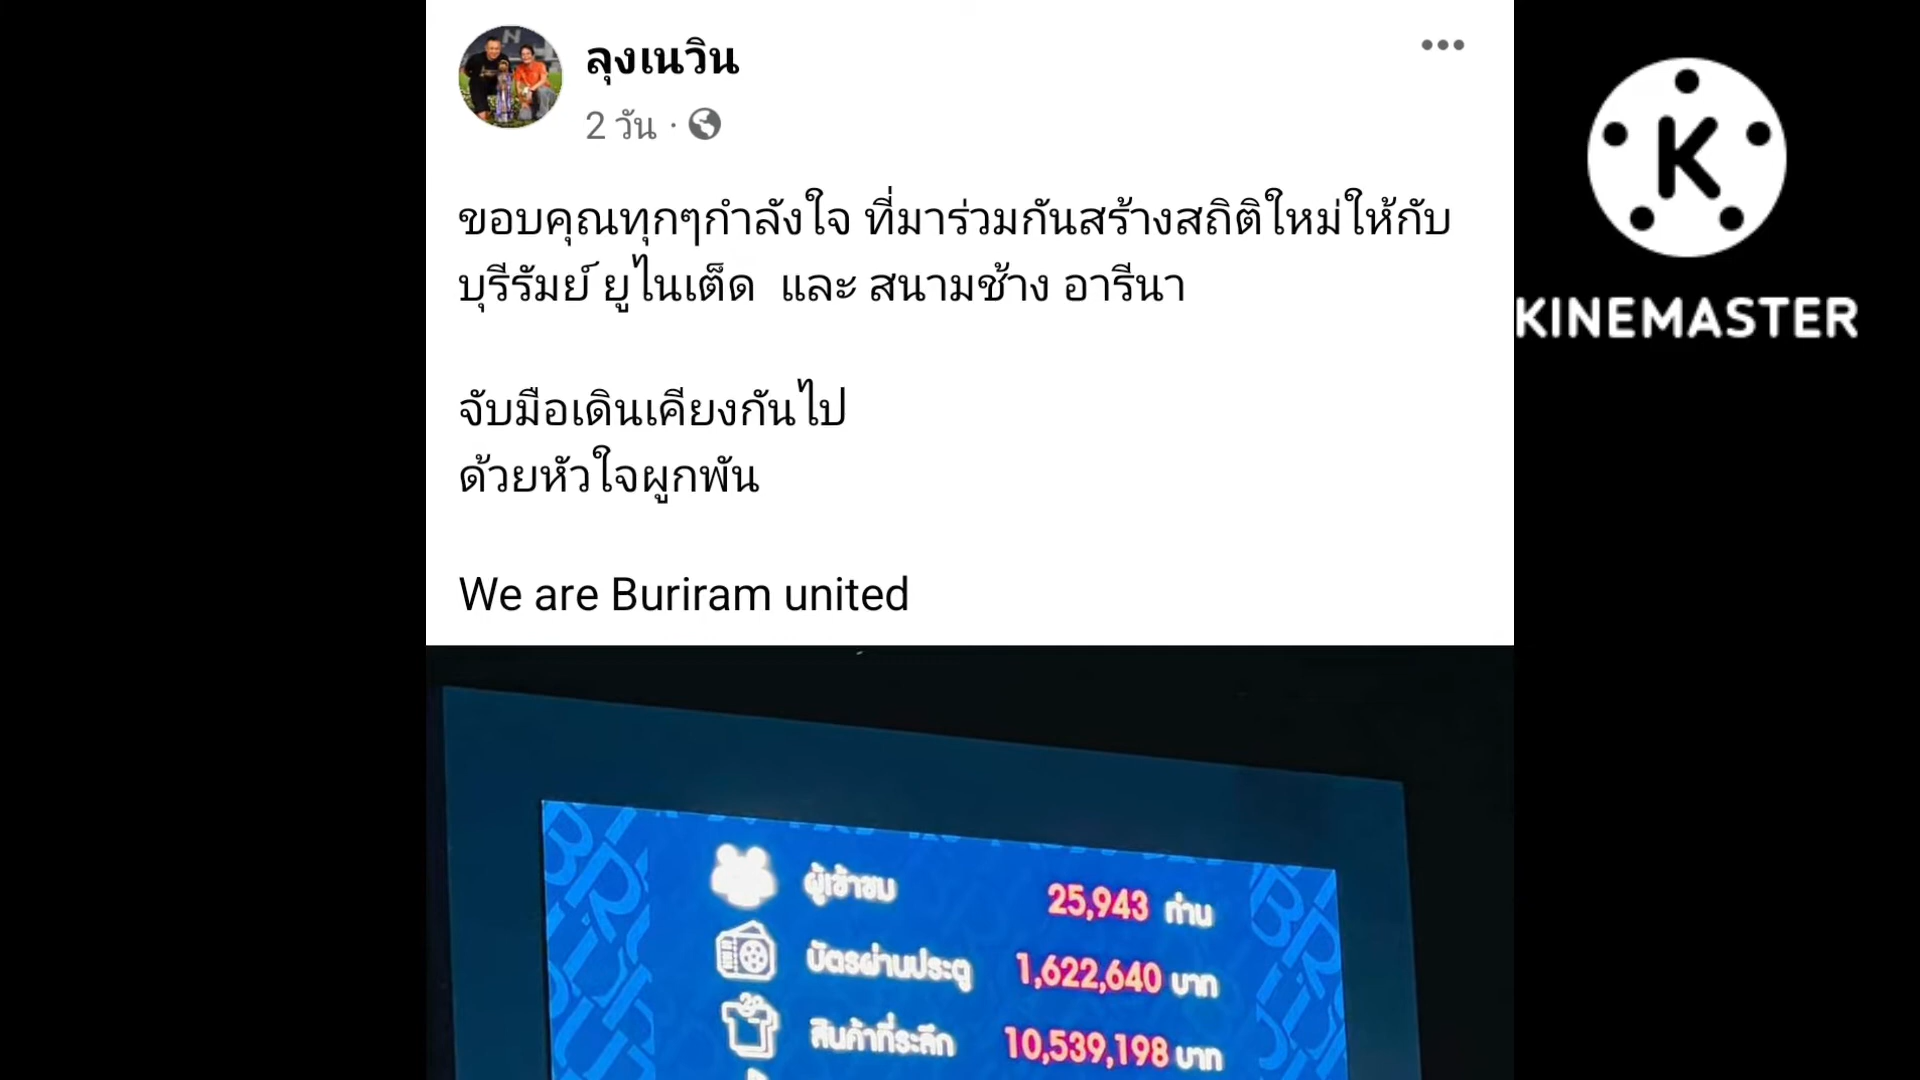 ลุงเนวิน
2 วัน ·
ขอบคุณทุกๆกำลังใจ ที่มาร่วมกันสร้างสถิติใหม่ให้กับ
บุรีรัมย์ ยูไนเต็ด และ สนามช้าง อารีนา
จับมือเดินเคียงกันไป
ด้วยหัวใจผูกพัน
We are Buriram united
ผู้เข้าชม 25,943 ท่าน
บัตรผ่านประตู 1,622,640 บาท
สินค้าที่ระลึก 10,539,198 บาท
K
KINEMASTER